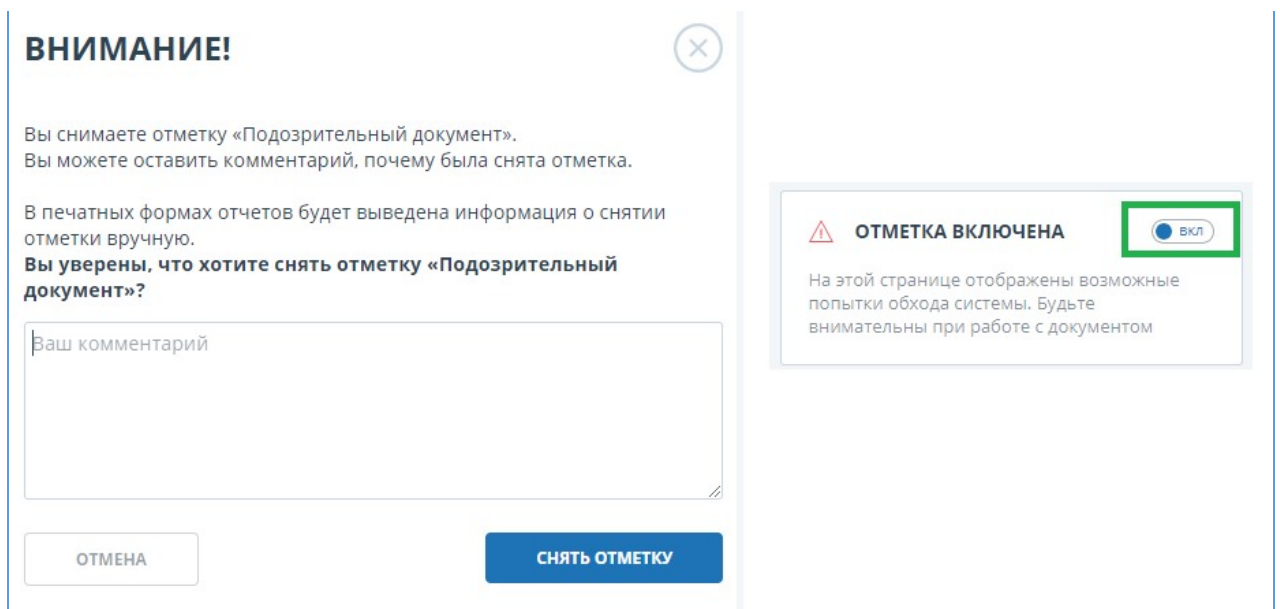 ВНИМАНИЕ!
Вы снимаете отметку «Подозрительный документ».
Вы можете оставить комментарий, почему была снята отметка.
В печатных формах отчетов будет выведена информация о снятии
отметки вручную.
Вы уверены, что хотите снять отметку «Подозрительный
документ»?
Ваш комментарий
ОТМЕНА
СНЯТЬ ОТМЕТКУ
ОТМЕТКА ВКЛЮЧЕНА
ВКЛ
На этой странице отображены возможные
попытки обхода системы. Будьте
внимательны при работе с документом